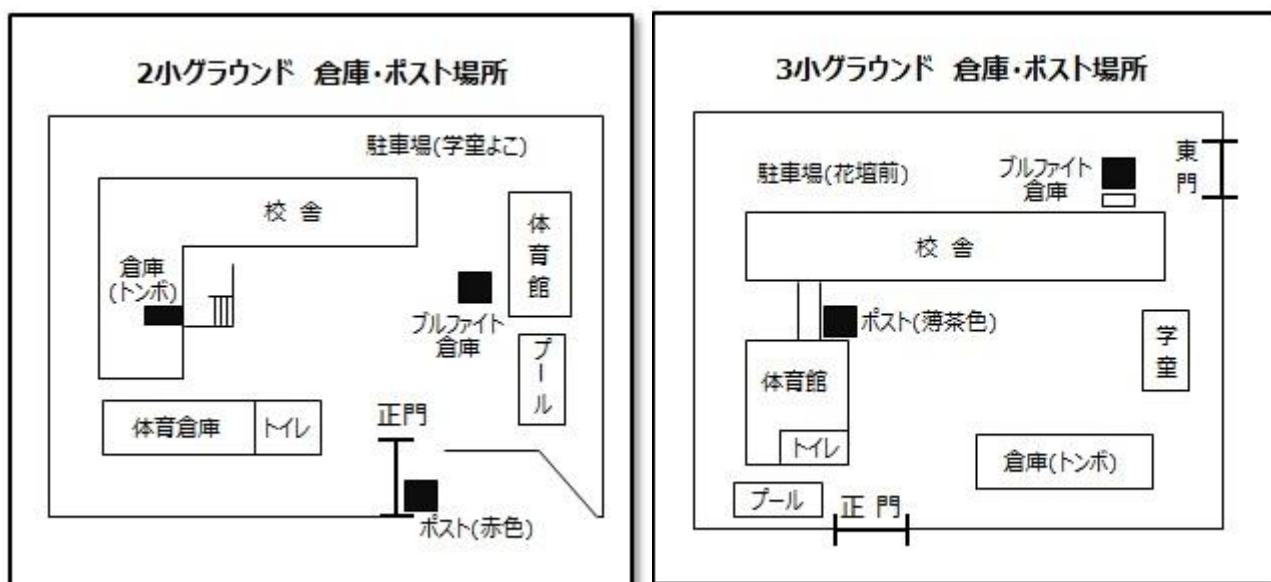 2小グラウンド 倉庫・ポスト場所
駐車場(学童よこ)
校 舎
体育館
倉庫
(トンボ)
ブルファイト
倉庫
プール
体育倉庫
トイレ
正門
ポスト(赤色)
3小グラウンド 倉庫・ポスト場所
東門
駐車場(花壇前)
ブルファイト
倉庫
校 舎
ポスト(薄茶色)
学童
体育館
トイレ
倉庫(トンボ)
プール
正 門